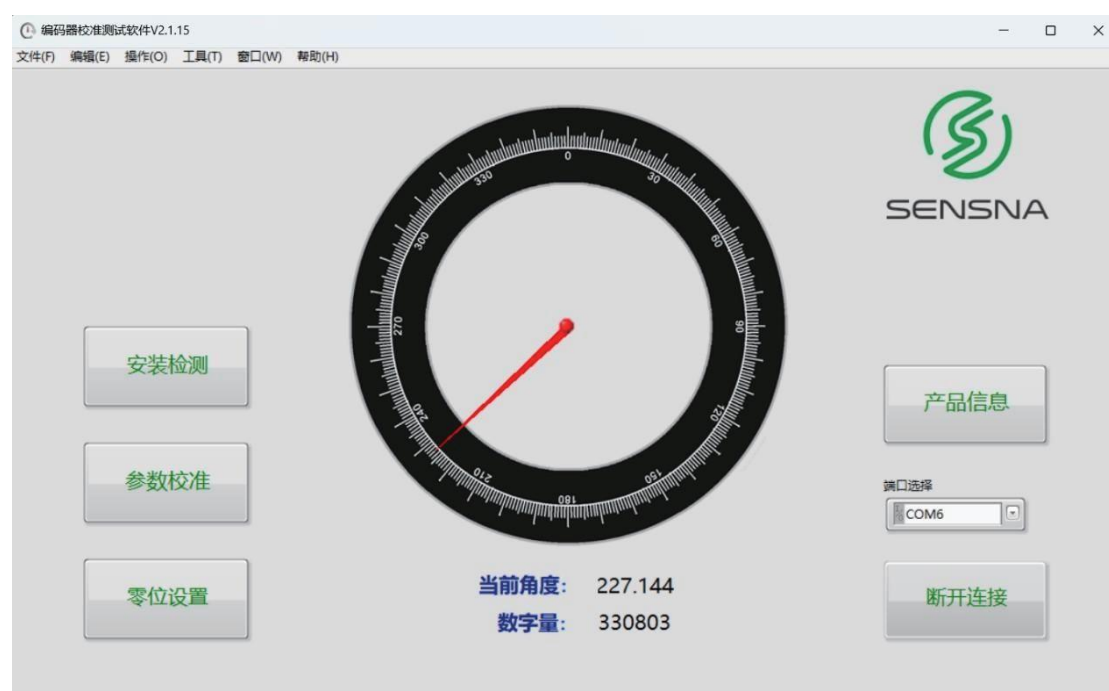 编码器校准测试软件V2.1.15
文件(F) 编辑(E) 操作(O) 工具(T) 窗口(W) 帮助(H)
SENSNA
0
30
60
90
120
150
180
210
240
270
300
330
安装检测
参数校准
零位设置
产品信息
端口选择
COM6
断开连接
当前角度: 227.144
数字量: 330803